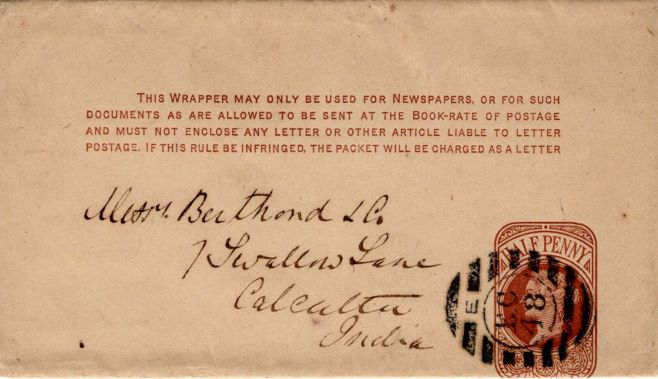 THIS WRAPPER MAY ONLY BE USED FOR NEWSPAPERS, OR FOR SUCH
DOCUMENTS AS ARE ALLOWED TO BE SENT AT THE BOOK-RATE OF POSTAGE
AND MUST NOT ENCLOSE ANY LETTER OR OTHER ARTICLE LIABLE TO LETTER
POSTAGE. IF THIS RULE BE INFRINGED, THE PACKET WILL BE CHARGED AS A LETTER
Messrs. Berthond & Co.
7 Swallow Lane
Calcutta
India
HALF PENNY
E